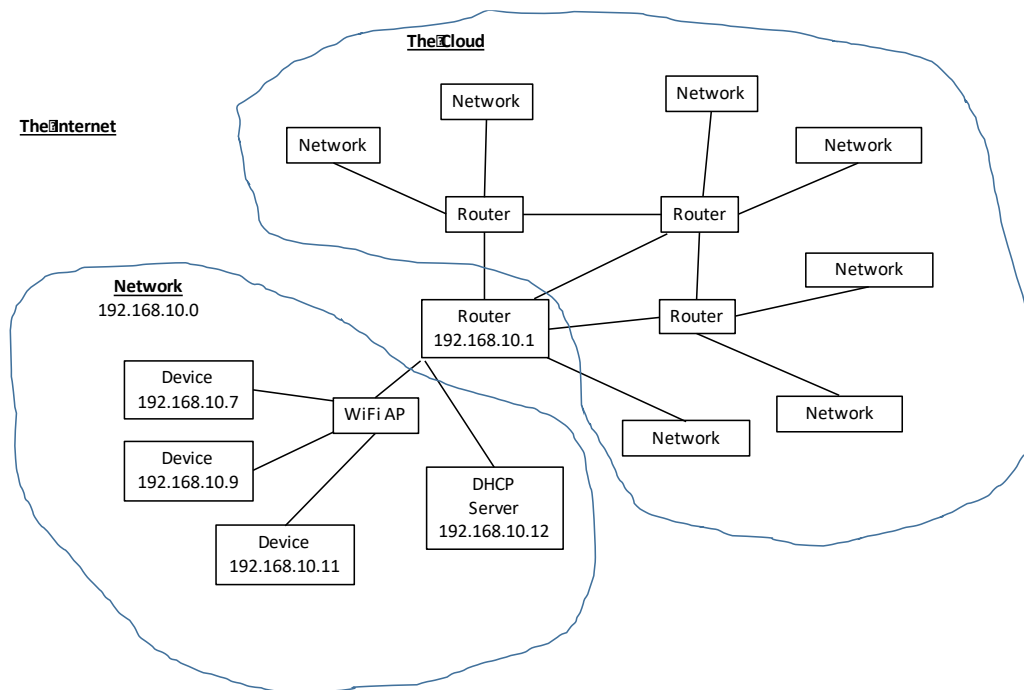 The Cloud
Network
Network
The Internet
Network
Network
Router
Router
Network
Network
192.168.10.0
Router
192.168.10.1
Router
Device
192.168.10.7
WiFi AP
Network
Network
Device
192.168.10.9
DHCP
Server
192.168.10.12
Device
192.168.10.11